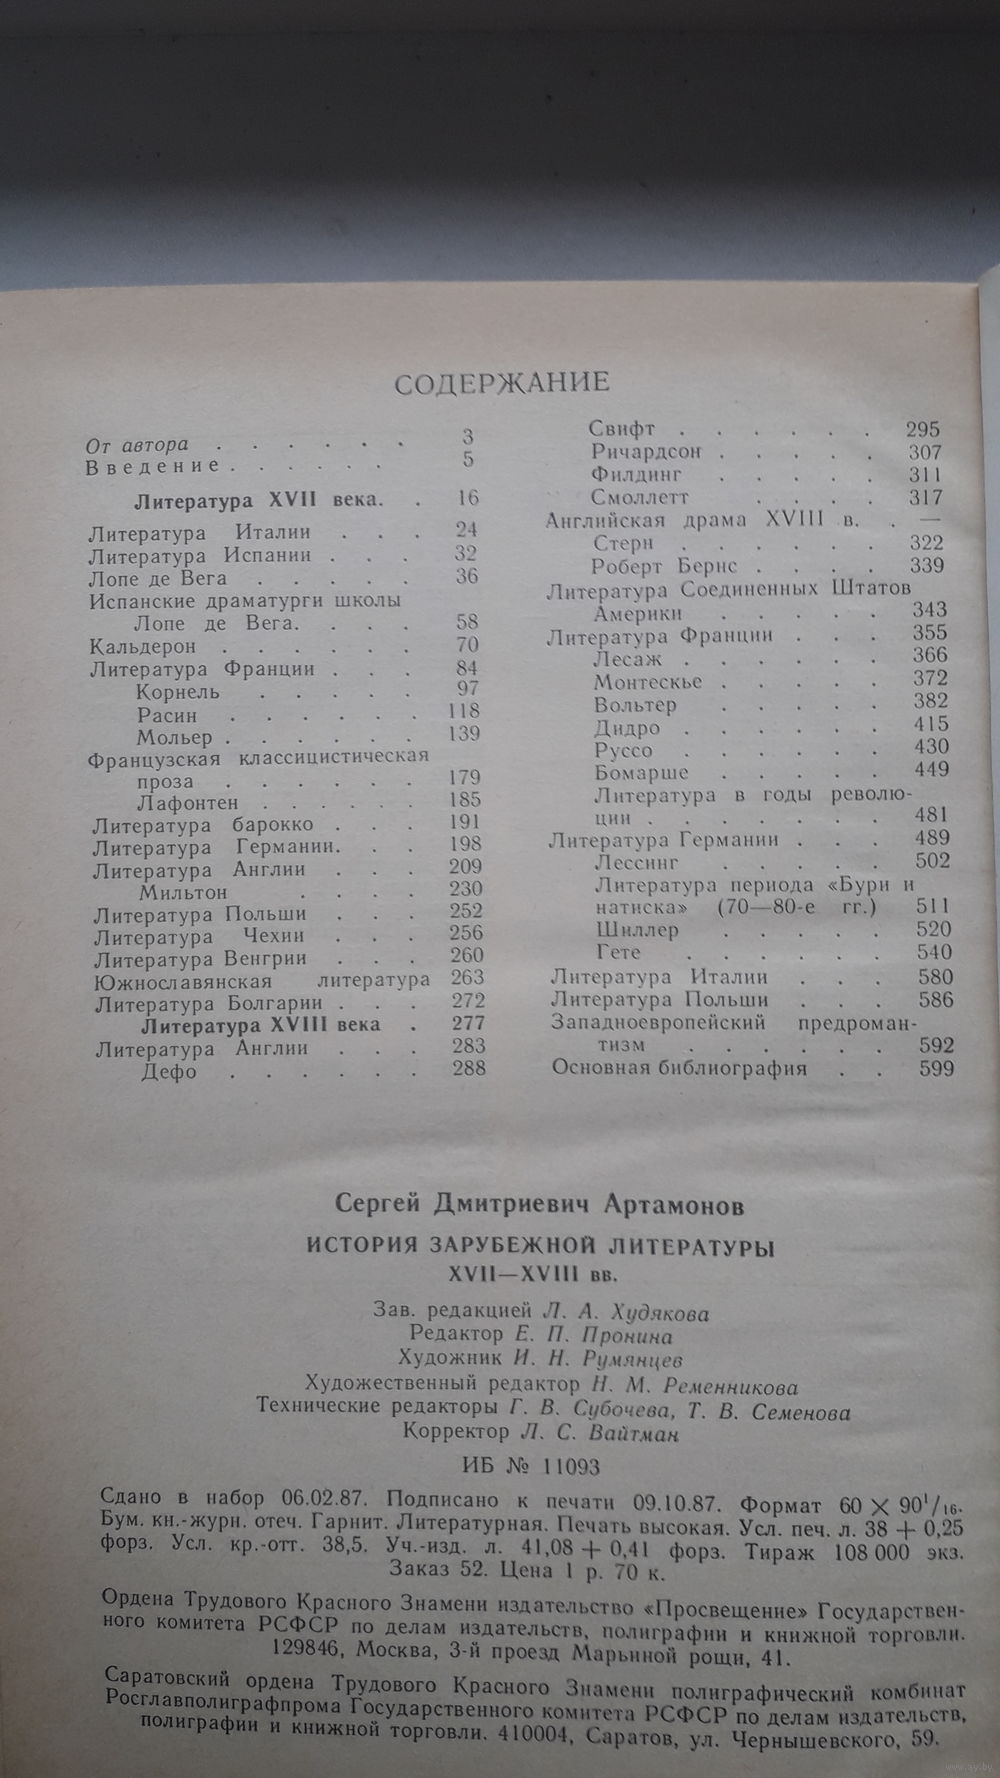 СОДЕРЖАНИЕ
От автора . . . . . . 3
Введение . . . . . . 5
Литература XVII века. . 16
Литература Италии . . . 24
Литература Испании . . . 32
Лопе де Вега . . . . . 36
Испанские драматурги школы
Лопе де Вега. . . . 58
Кальдерон . . . . . . 70
Литература Франции . . . 84
Корнель . . . . . 97
Расин . . . . . . 118
Мольер . . . . . . 139
Французская классицистическая
проза . . . . . . 179
Лафонтен . . . . . 185
Литература барокко . . . 191
Литература Германии. . . 198
Литература Англии . . . 209
Мильтон . . . . 230
Литература Польши . . . 252
Литература Чехии . . . 256
Литература Венгрии . . . 260
Южнославянская литература 263
Литература Болгарии . . . 272
Литература XVIII века . 277
Литература Англии . . . 283
Дефо . . . . . . 288
Свифт . . . . . . 295
Ричардсон . . . . . 307
Филдинг . . . . . 311
Смоллетт . . . . 317
Английская драма XVIII в. . —
Стерн . . . . . . 322
Роберт Бернс . . . . 339
Литература Соединенных Штатов
Америки . . . . . 343
Литература Франции . . . 355
Лесаж . . . . . . 366
Монтескье . . . . . 372
Вольтер . . . . . 382
Дидро . . . . . . 415
Руссо . . . . . . 430
Бомарше . . . . . 449
Литература в годы револю-
ции . . . . . . . 481
Литература Германии . . . 489
Лессинг . . . . . 502
Литература периода «Бури и
натиска» (70—80-е гг.) 511
Шиллер . . . . . 520
Гете . . . . . . 540
Литература Италии . . . 580
Литература Польши . . . 586
Западноевропейский предроман-
тизм . . . . . . 592
Основная библиография . . 599
Сергей Дмитриевич Артамонов
ИСТОРИЯ ЗАРУБЕЖНОЙ ЛИТЕРАТУРЫ
XVII—XVIII вв.
Зав. редакцией Л. А. Худякова
Редактор Е. П. Пронина
Художник И. Н. Румянцев
Художественный редактор Н. М. Ременникова
Технические редакторы Г. В. Субочева, Т. В. Семенова
Корректор Л. С. Вайтман
ИБ № 11093
Сдано в набор 06.02.87. Подписано к печати 09.10.87. Формат 60 × 90¹/₁₆.
Бум. кн.-журн. отеч. Гарнит. Литературная. Печать высокая. Усл. печ. л. 38 + 0,25
форз. Усл. кр.-отт. 38,5. Уч.-изд. л. 41,08 + 0,41 форз. Тираж 108 000 экз.
Заказ 52. Цена 1 р. 70 к.
Ордена Трудового Красного Знамени издательство «Просвещение» Государствен-
ного комитета РСФСР по делам издательств, полиграфии и книжной торговли.
129846, Москва, 3-й проезд Марьиной рощи, 41.
Саратовский ордена Трудового Красного Знамени полиграфический комбинат
Росглавполиграфпрома Государственного комитета РСФСР по делам издательств,
полиграфии и книжной торговли. 410004, Саратов, ул. Чернышевского, 59.
www.ay.by